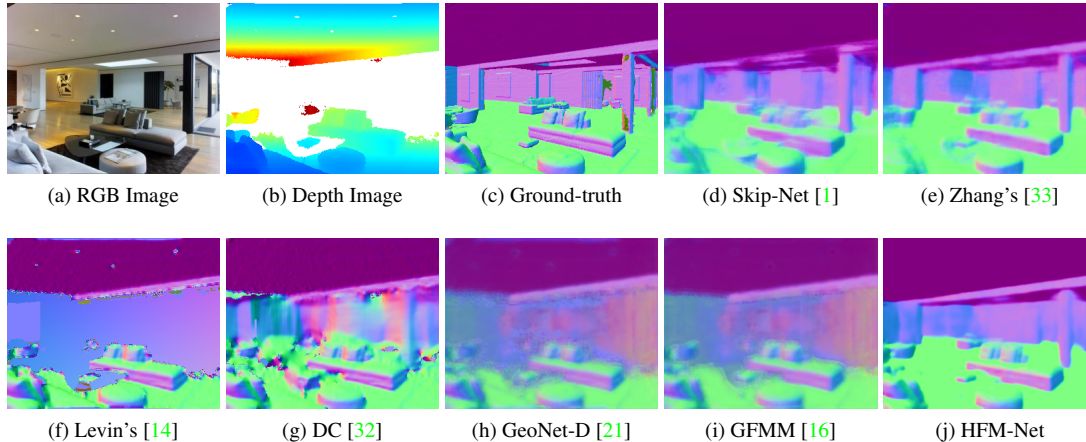 (a) RGB Image
(b) Depth Image
(c) Ground-truth
(d) Skip-Net [1]
(e) Zhang's [33]
(f) Levin's [14]
(g) DC [32]
(h) GeoNet-D [21]
(i) GFMM [16]
(j) HFM-Net